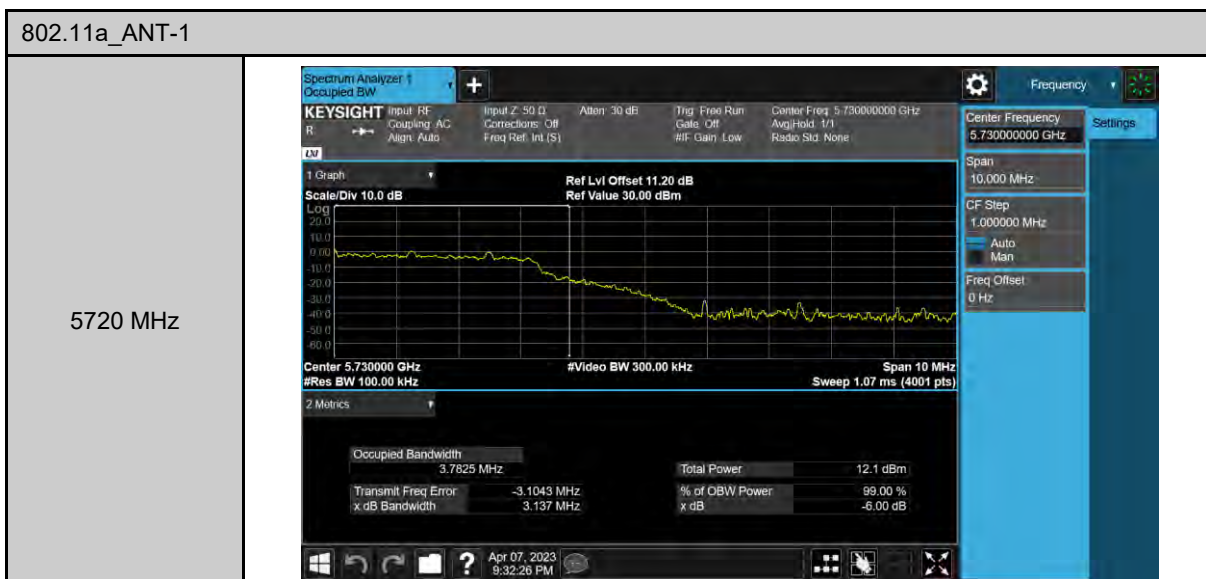 802.11a_ANT-1
5720 MHz
Spectrum Analyzer 1
Occupied BW
Frequency
KEYSIGHT
R
LXI
Input: RF
Coupling: AC
Align: Auto
Input Z: 50 Ω
Corrections: Off
Freq Ref: Int (S)
Atten: 30 dB
Trig: Free Run
Gate: Off
#IF Gain: Low
Center Freq: 5.730000000 GHz
Avg|Hold: 1/1
Radio Std: None
Center Frequency
5.730000000 GHz
Settings
Span
10.000 MHz
CF Step
1.000000 MHz
Auto
Man
Freq Offset
0 Hz
1 Graph
Scale/Div 10.0 dB
Ref Lvl Offset 11.20 dB
Ref Value 30.00 dBm
Log
20.0
10.0
0.00
-10.0
-20.0
-30.0
-40.0
-50.0
-60.0
Center 5.730000 GHz
#Video BW 300.00 kHz
Span 10 MHz
#Res BW 100.00 kHz
Sweep 1.07 ms (4001 pts)
2 Metrics
Occupied Bandwidth
3.7825 MHz
Total Power 12.1 dBm
Transmit Freq Error -3.1043 MHz
% of OBW Power 99.00 %
x dB Bandwidth 3.137 MHz
x dB -6.00 dB
Apr 07, 2023
9:32:26 PM